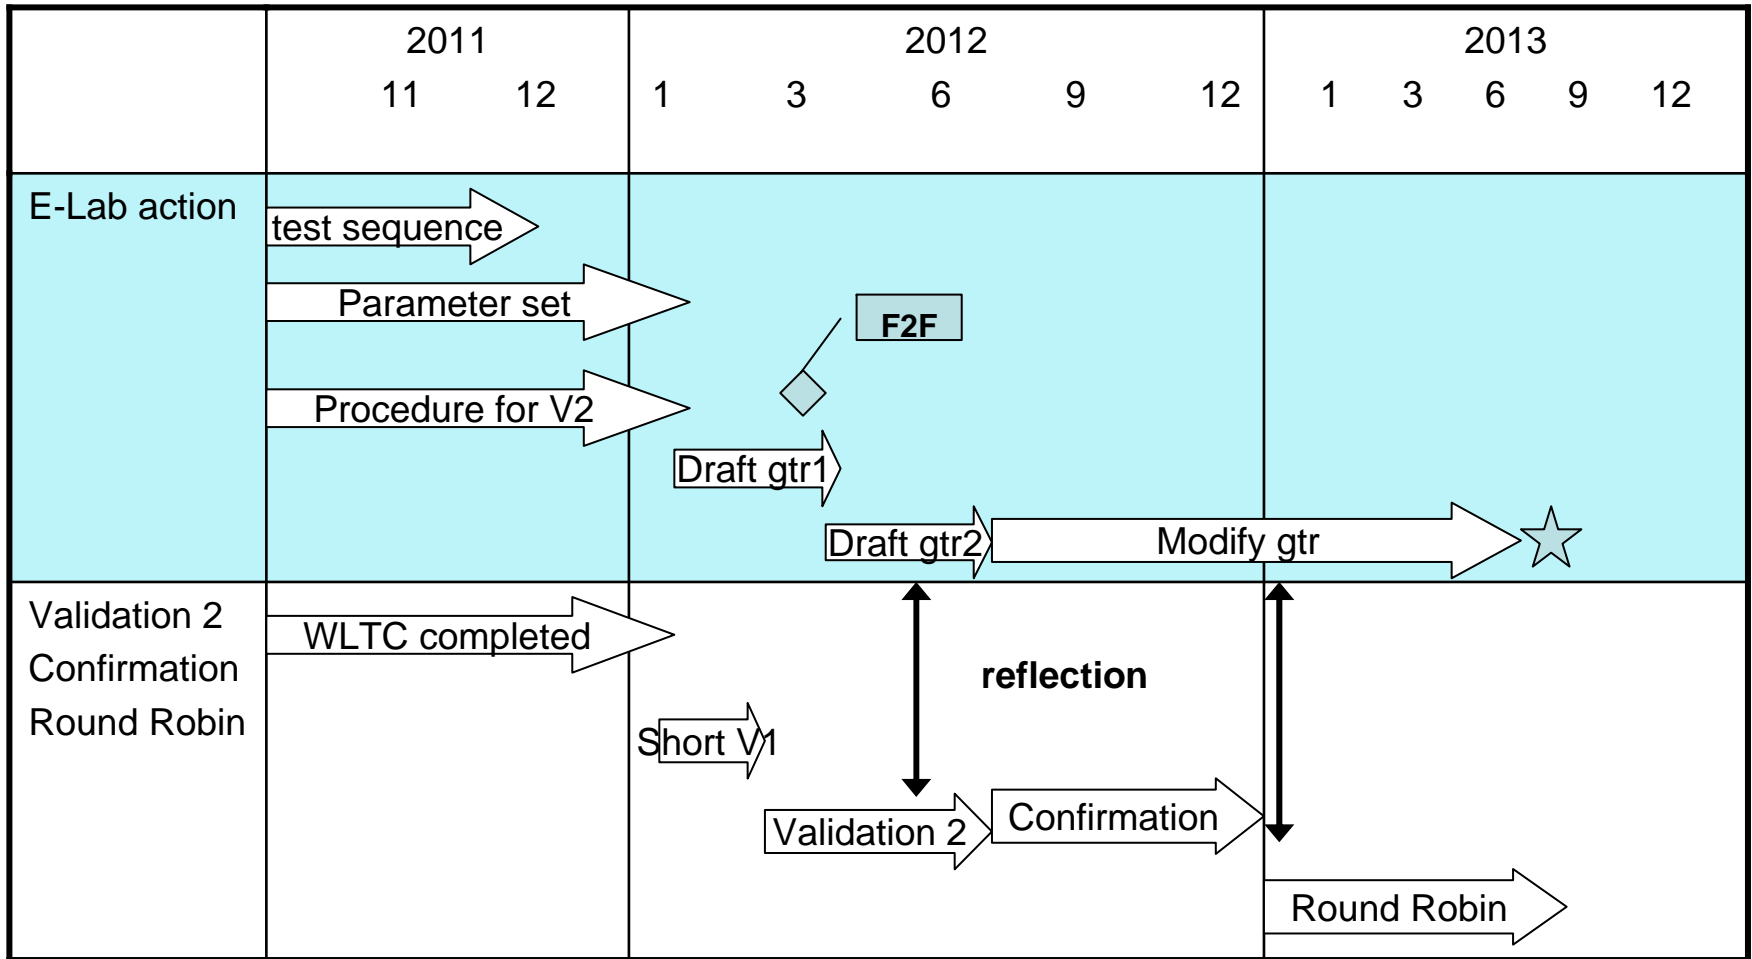 2011 2012 2013
11 12 1 3 6 9 12 1 3 6 9 12
E-Lab action
test sequence
Parameter set
F2F
Procedure for V2
Draft gtr1
Draft gtr2 Modify gtr
Validation 2
Confirmation
Round Robin
WLTC completed
reflection
Short V1
Validation 2 Confirmation
Round Robin